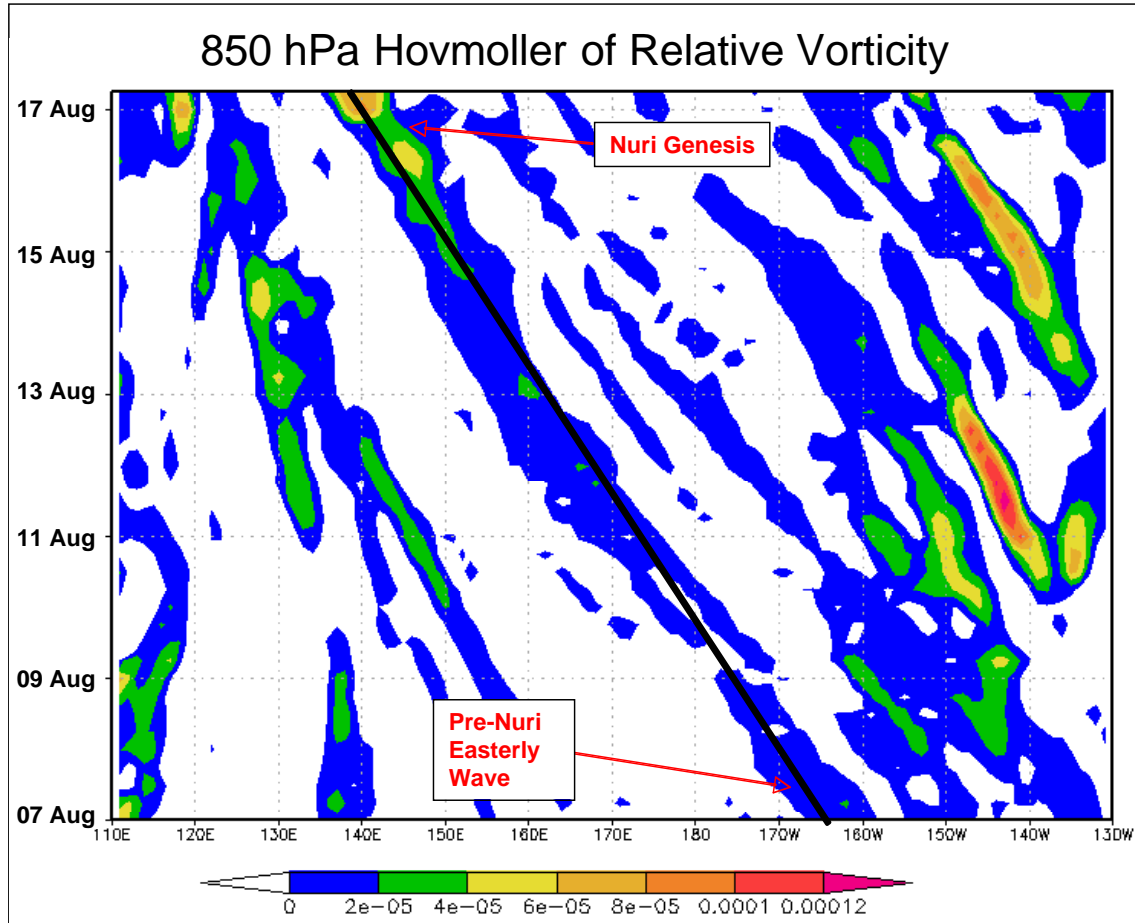 850 hPa Hovmoller of Relative Vorticity
17 Aug
Nuri Genesis
15 Aug
13 Aug
11 Aug
09 Aug
Pre-Nuri
Easterly
Wave
07 Aug
110E 120E 130E 140E 150E 160E 170E 180 170W 160W 150W 140W 130W
0 2e-05 4e-05 6e-05 8e-05 0.0001 0.00012